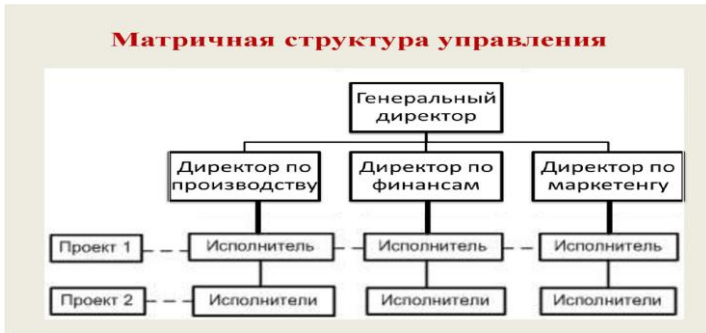 Матричная структура управления
Генеральный
директор
Директор по
производству
Директор по
финансам
Директор по
маркетенгу
Проект 1
Исполнитель
Исполнитель
Исполнитель
Проект 2
Исполнители
Исполнители
Исполнители